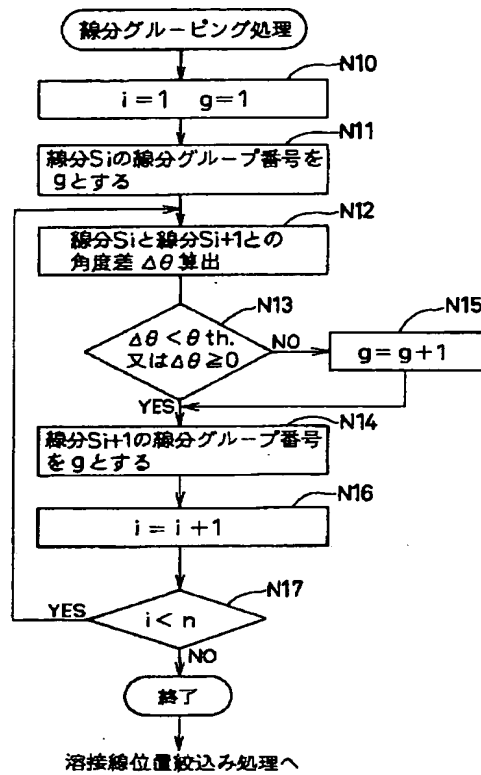 線分グルーピング処理
N10
i=1 g=1
N11
線分Siの線分グループ番号を
gとする
N12
線分Siと線分Si+1との
角度差 Δθ 算出
N13
Δθ<θth.
又はΔθ≧0
NO
N15
g=g+1
YES
N14
線分Si+1の線分グループ番号
をgとする
N16
i=i+1
N17
YES
i<n
NO
終了
溶接線位置絞込み処理へ